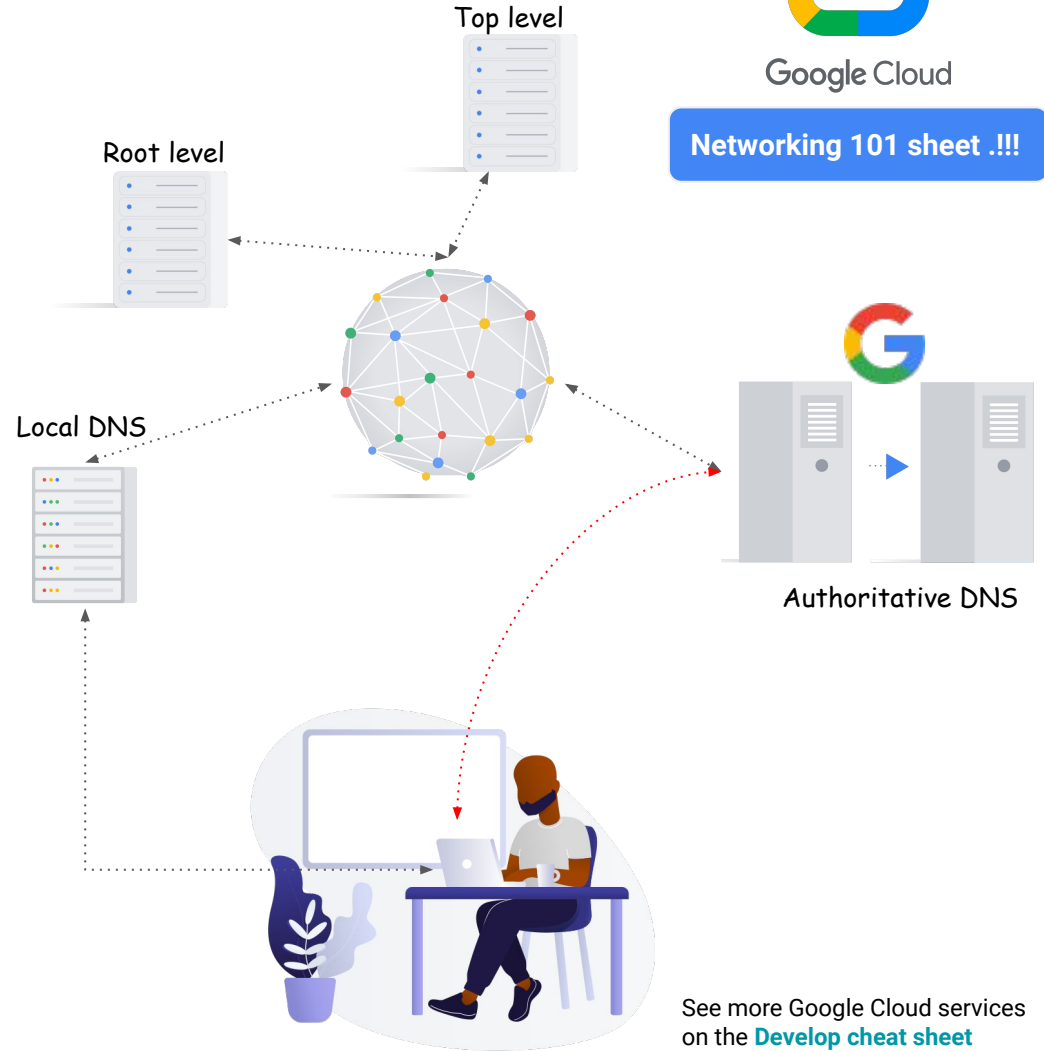 Top level
Google Cloud
Networking 101 sheet .!!!
Root level
Local DNS
Authoritative DNS
See more Google Cloud services
on the Develop cheat sheet